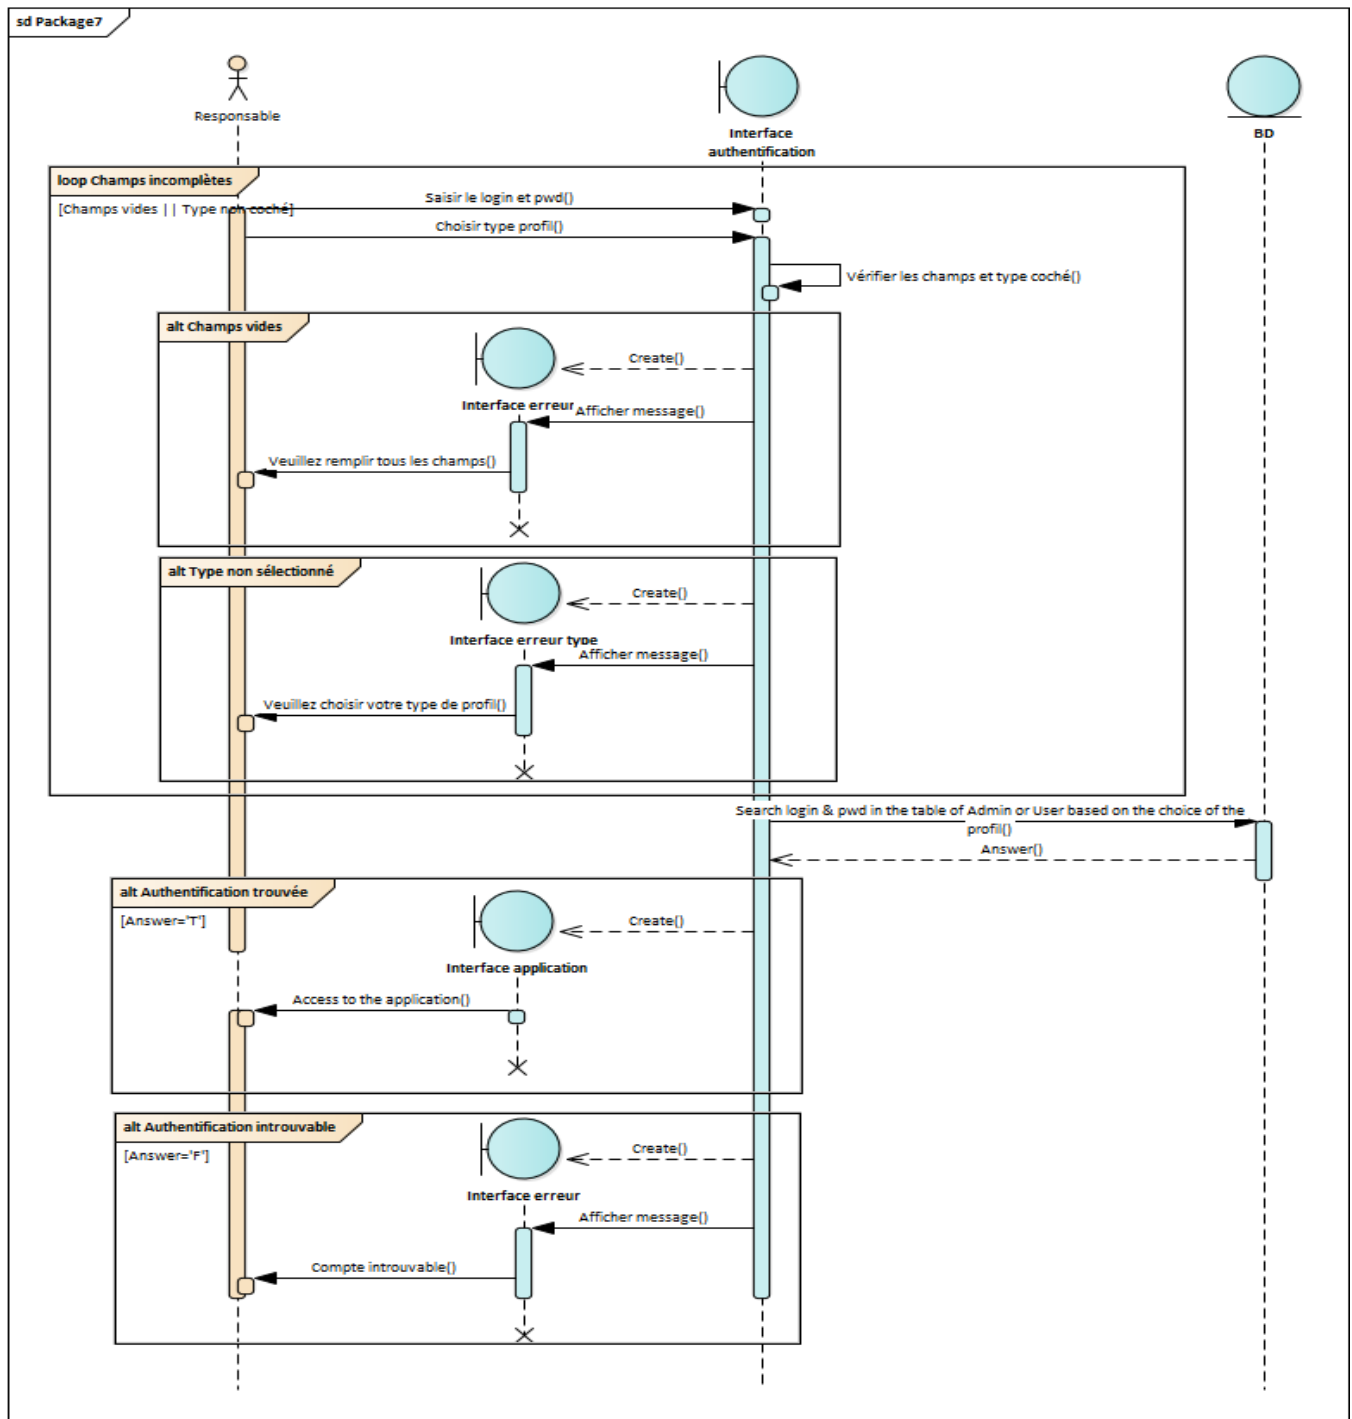 sd Package7
Responsable
Interface
authentification
BD
loop Champs incomplètes
[Champs vides || Type non coché]
Saisir le login et pwd()
Choisir type profil()
Vérifier les champs et type coché()
alt Champs vides
Create()
Interface erreur
Afficher message()
Veuillez remplir tous les champs()
alt Type non sélectionné
Create()
Interface erreur type
Afficher message()
Veuillez choisir votre type de profil()
Search login & pwd in the table of Admin or User based on the choice of the
profil()
Answer()
alt Authentification trouvée
[Answer='T']
Create()
Interface application
Access to the application()
alt Authentification introuvable
[Answer='F']
Create()
Interface erreur
Afficher message()
Compte introuvable()